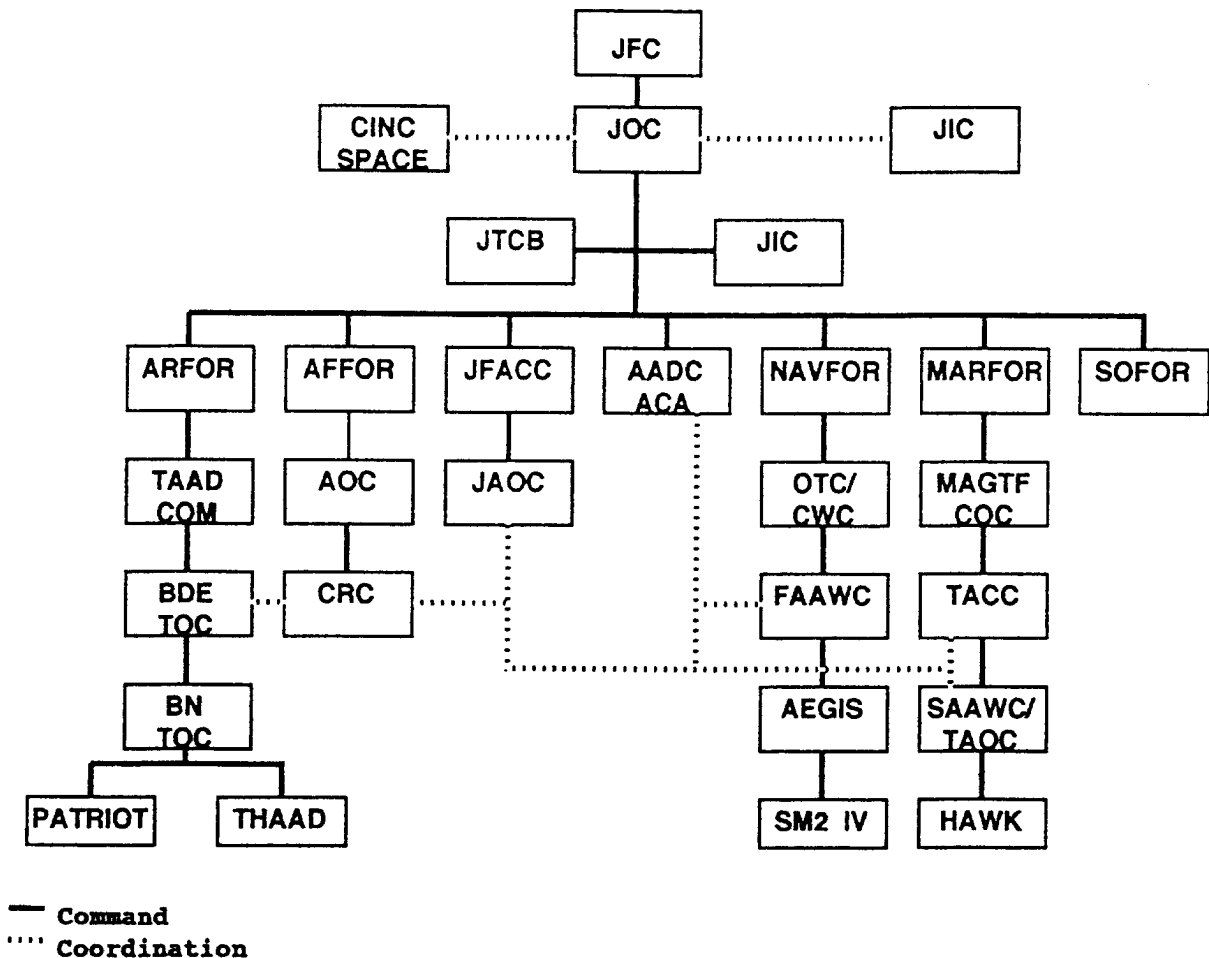 JFC
CINC
SPACE
JOC
JIC
JTCB
JIC
ARFOR
AFFOR
JFACC
AADC
ACA
NAVFOR
MARFOR
SOFOR
TAAD
COM
AOC
JAOC
OTC/
CWC
MAGTF
COC
BDE
TOC
CRC
FAAWC
TACC
BN
TOC
AEGIS
SAAWC/
TAOC
PATRIOT
THAAD
SM2 IV
HAWK
Command
Coordination